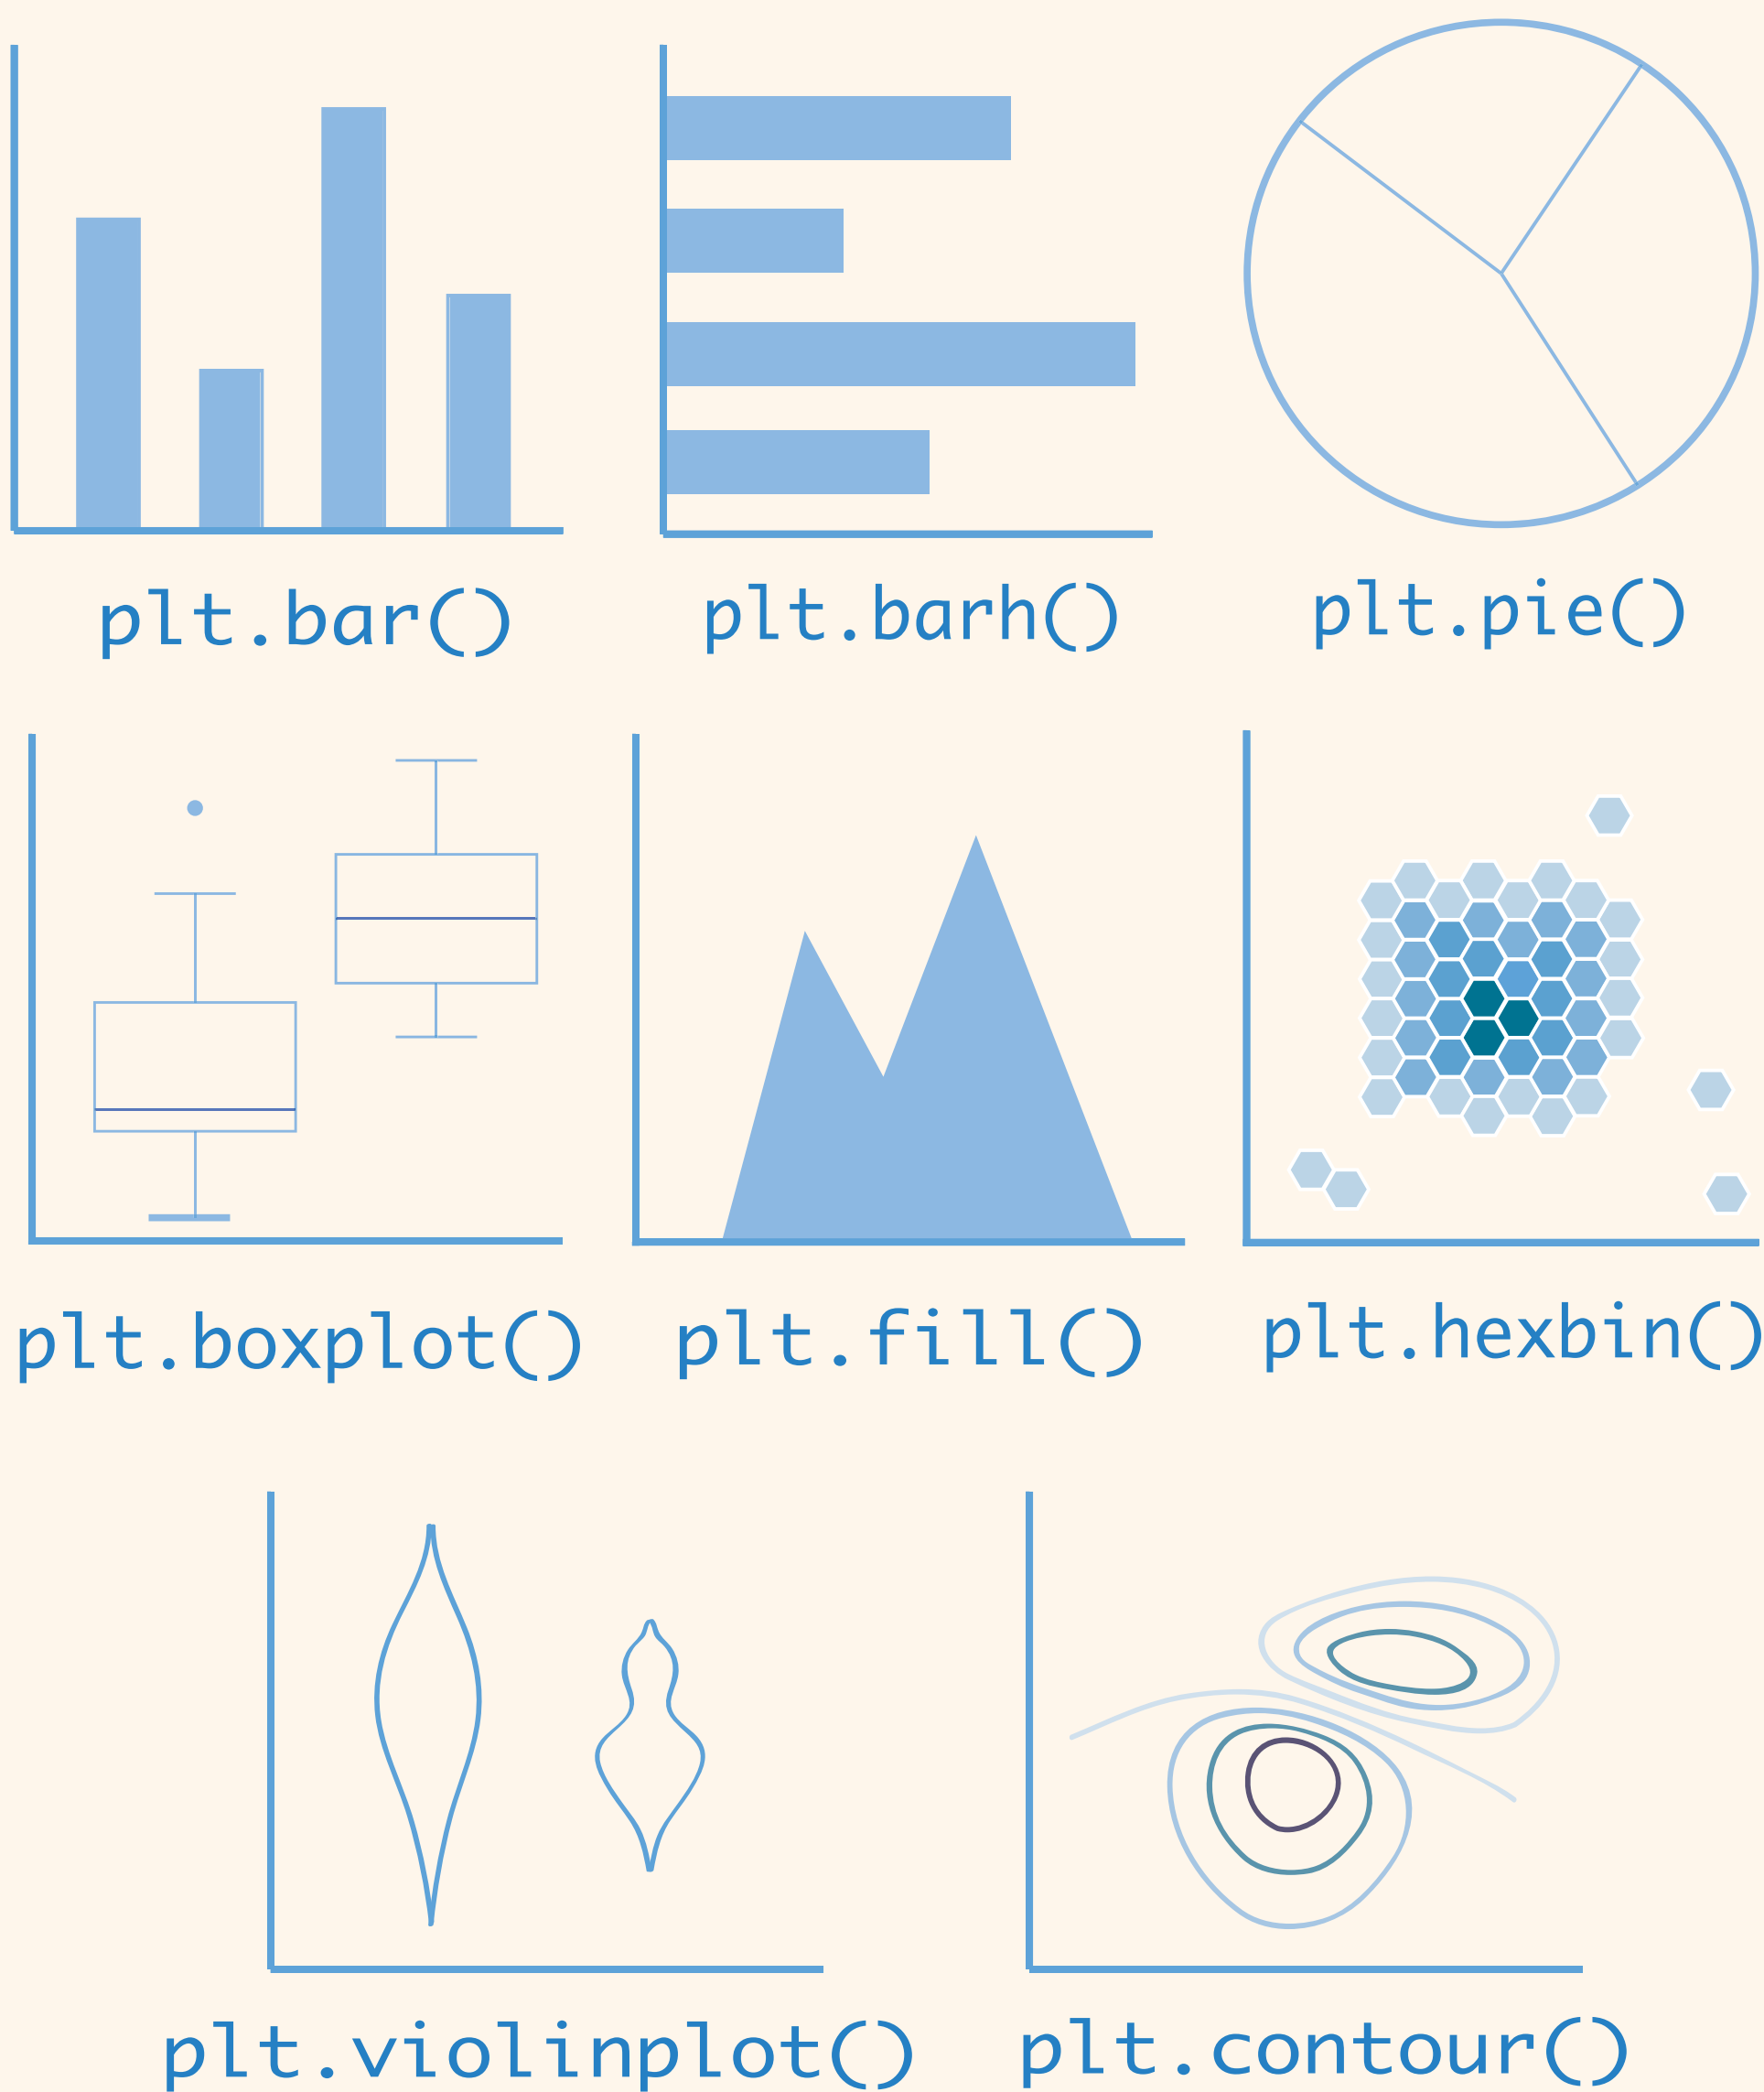 plt.bar()
plt.barh()
plt.pie()
plt.boxplot()
plt.fill()
plt.hexbin()
plt.violinplot()
plt.contour()